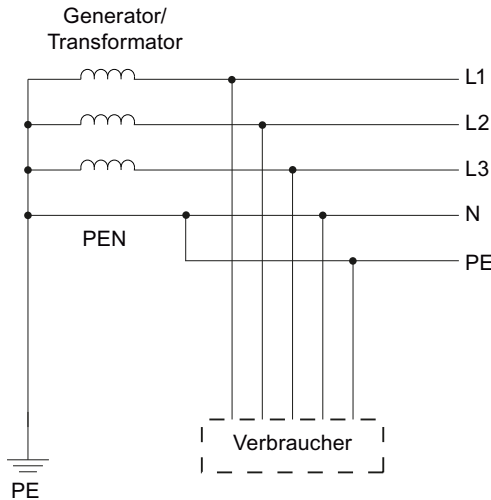 Generator/
Transformator
L1
L2
L3
N
PEN
PE
Verbraucher
PE